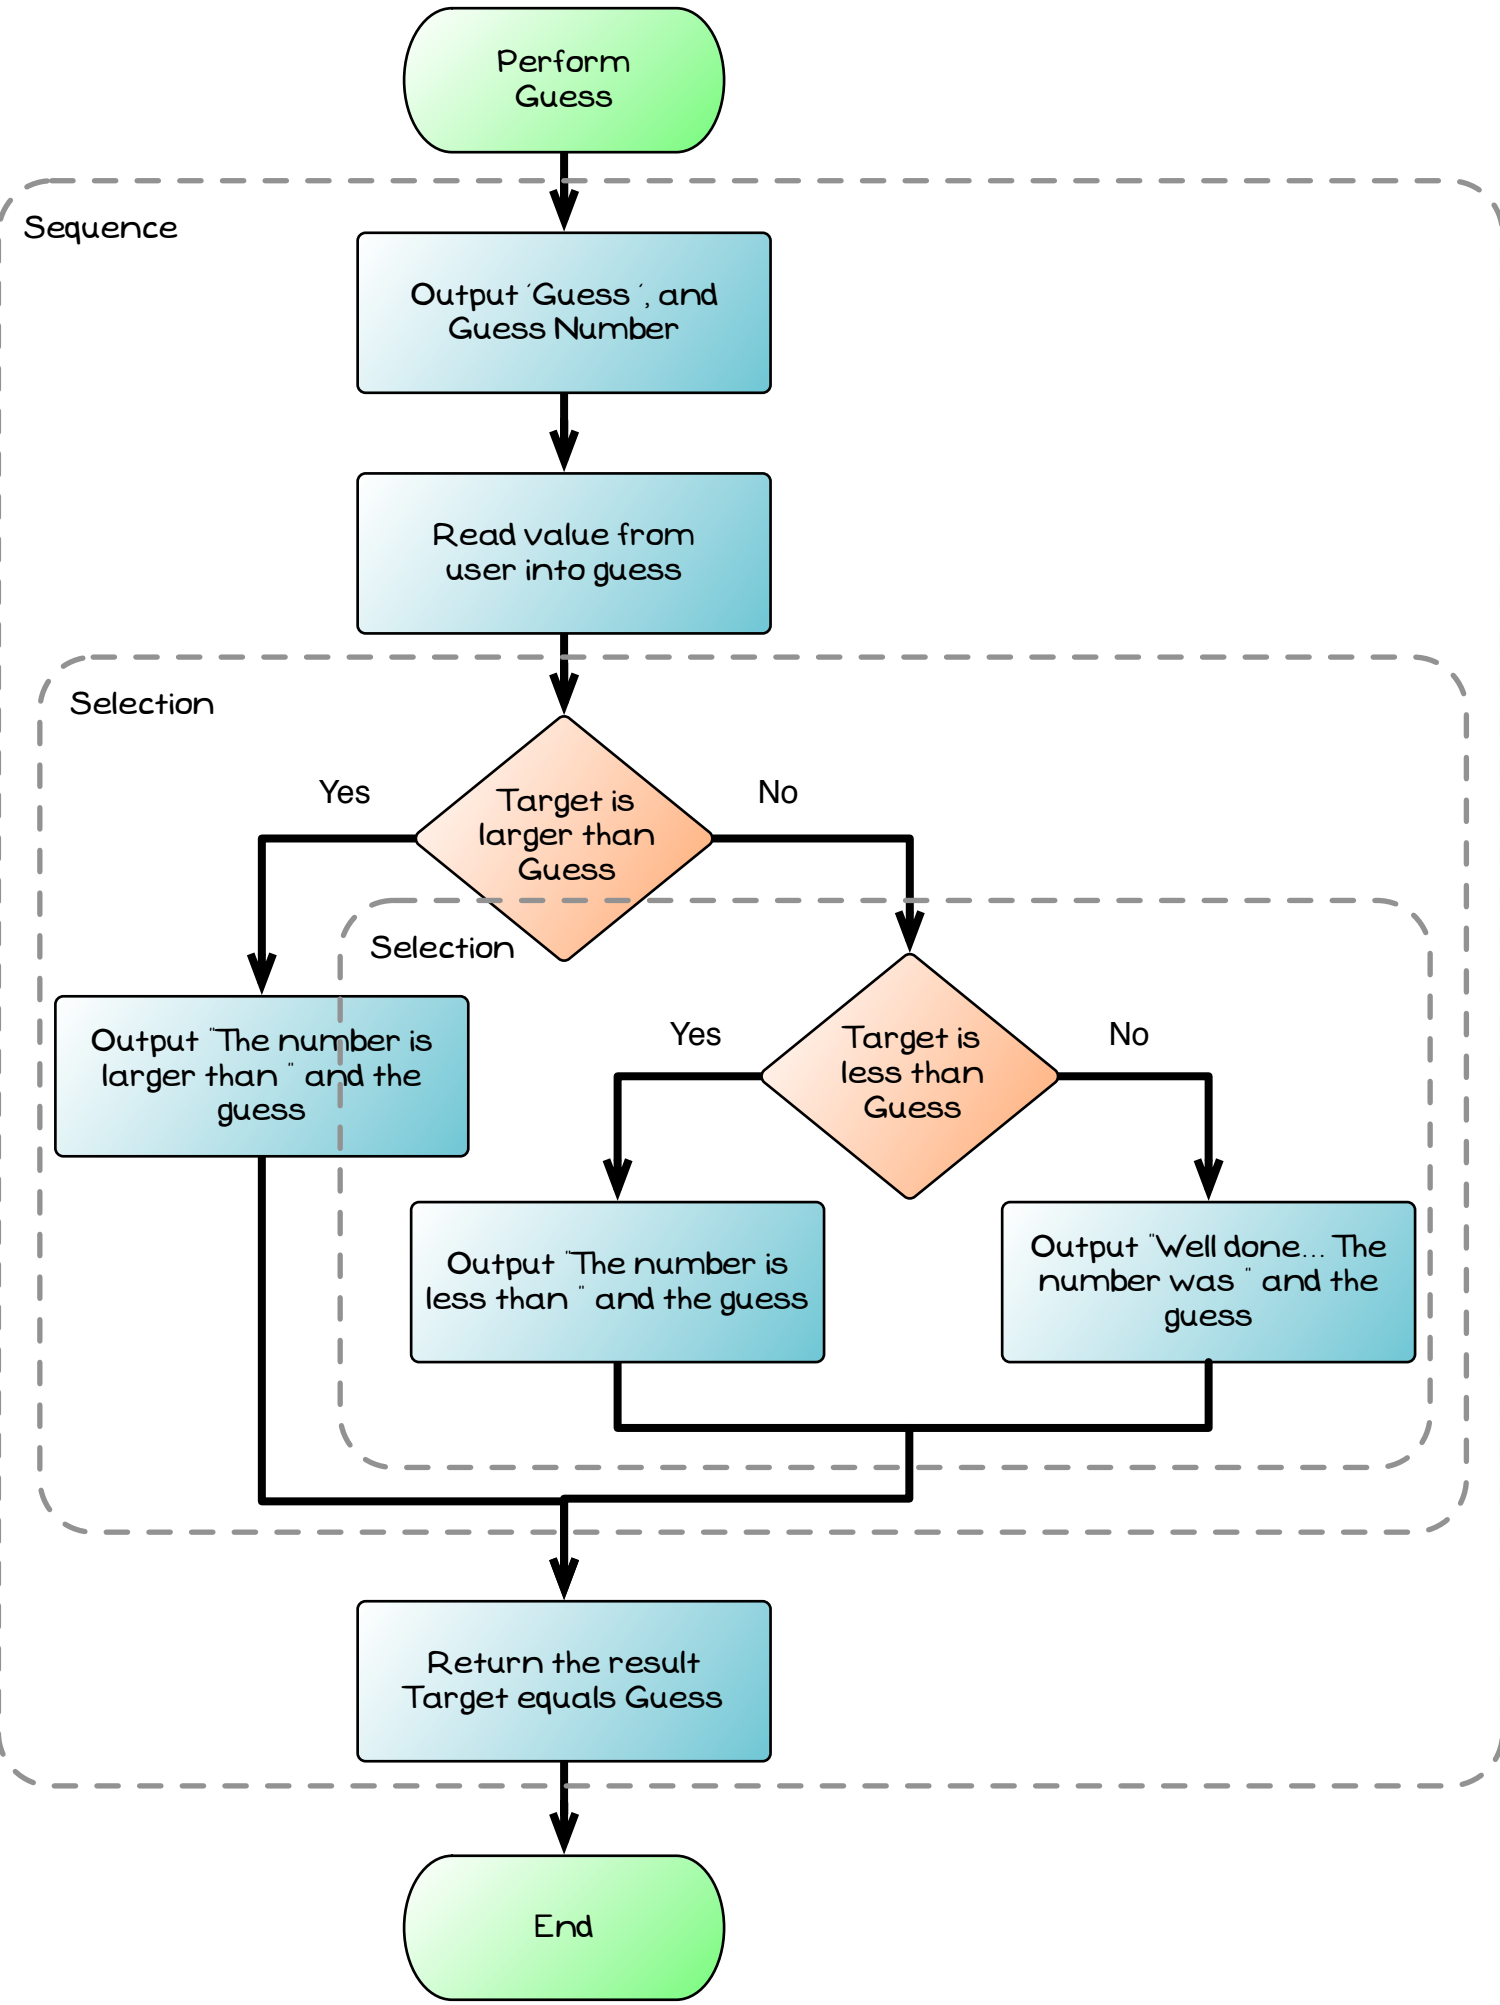 Perform
Guess
Sequence
Output 'Guess ', and
Guess Number
Read value from
user into guess
Selection
Yes
No
Target is
larger than
Guess
Selection
Output "The number is
larger than " and the
guess
Yes
No
Target is
less than
Guess
Output "The number is
less than " and the guess
Output "Well done... The
number was " and the
guess
Return the result
Target equals Guess
End